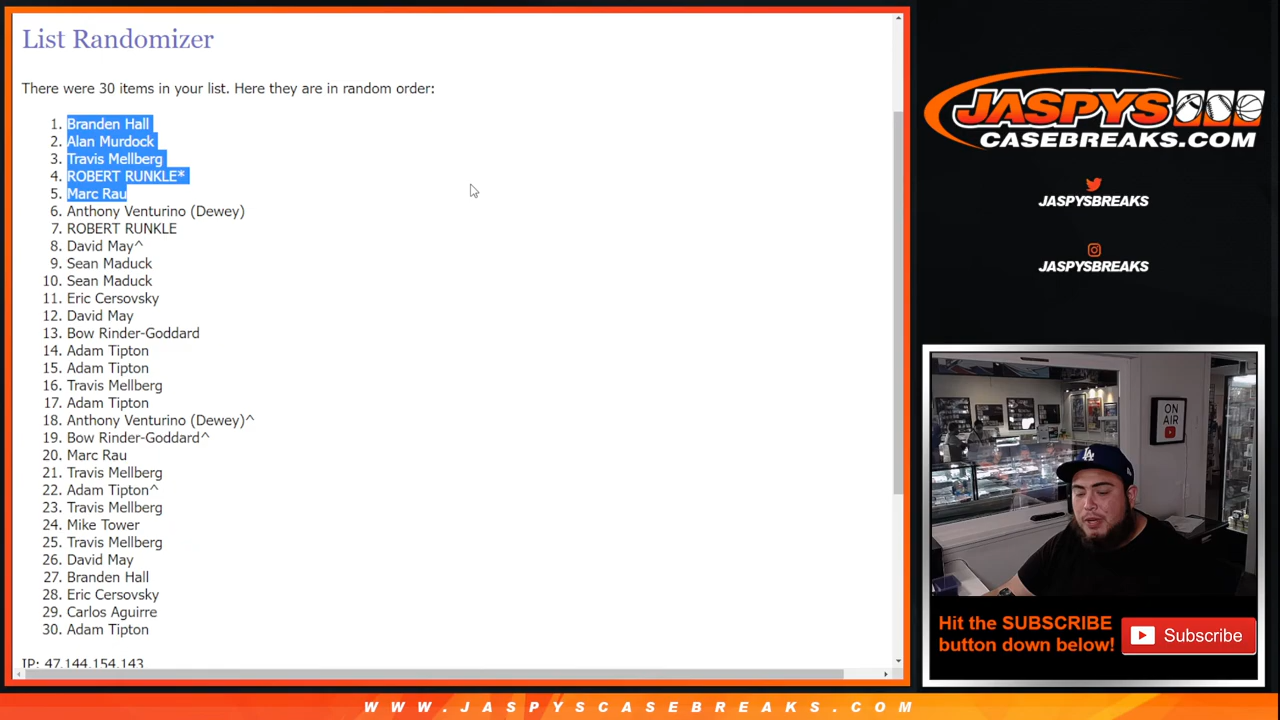 List Randomizer
There were 30 items in your list. Here they are in random order:
1. Branden Hall
2. Alan Murdock
3. Travis Mellberg
4. ROBERT RUNKLE*
5. Marc Rau
6. Anthony Venturino (Dewey)
7. ROBERT RUNKLE
8. David May^
9. Sean Maduck
10. Sean Maduck
11. Eric Cersovsky
12. David May
13. Bow Rinder-Goddard
14. Adam Tipton
15. Adam Tipton
16. Travis Mellberg
17. Adam Tipton
18. Anthony Venturino (Dewey)^
19. Bow Rinder-Goddard^
20. Marc Rau
21. Travis Mellberg
22. Adam Tipton^
23. Travis Mellberg
24. Mike Tower
25. Travis Mellberg
26. David May
27. Branden Hall
28. Eric Cersovsky
29. Carlos Aguirre
30. Adam Tipton
IP: 47.144.154.143
JASPYS
CASEBREAKS.COM
JASPYSBREAKS
JASPYSBREAKS
ON
AIR
LA
Hit the SUBSCRIBE
button down below!
Subscribe
WWW.JASPYSCASEBREAKS.COM